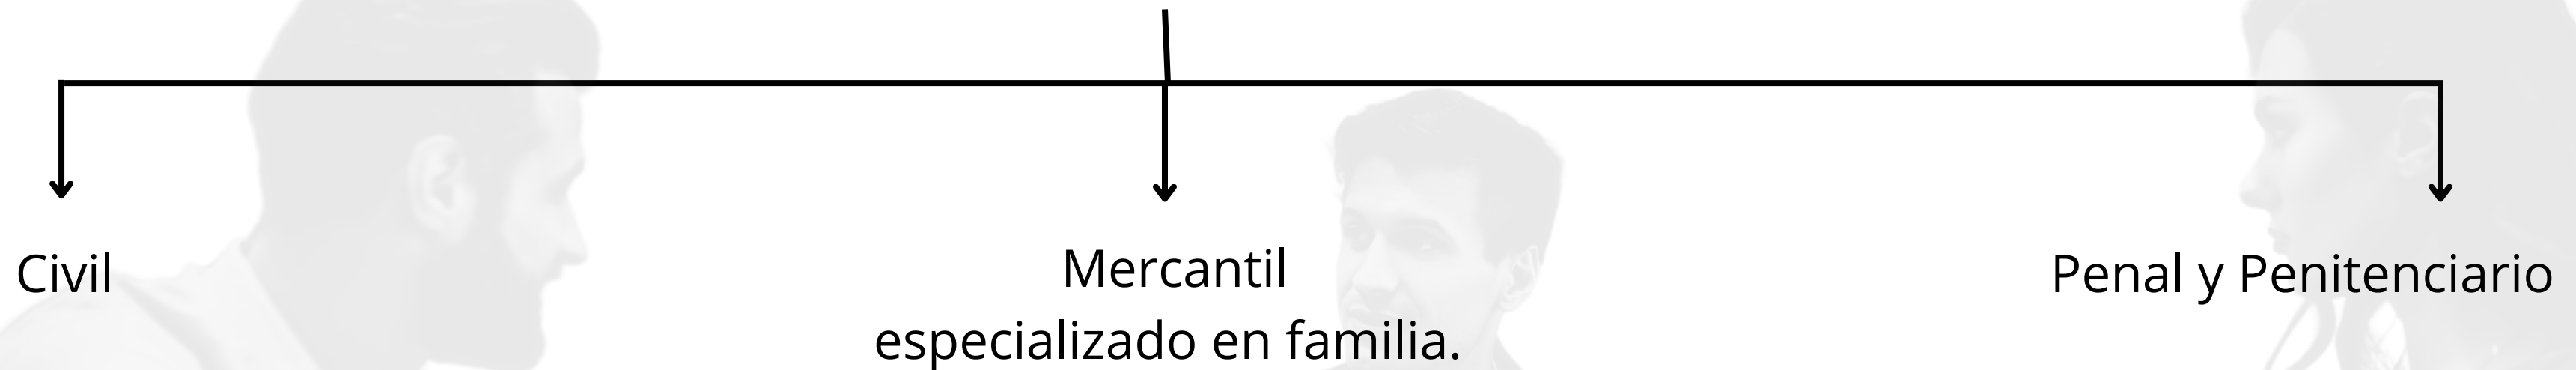 Civil
Mercantil
especializado en familia.
Penal y Penitenciario